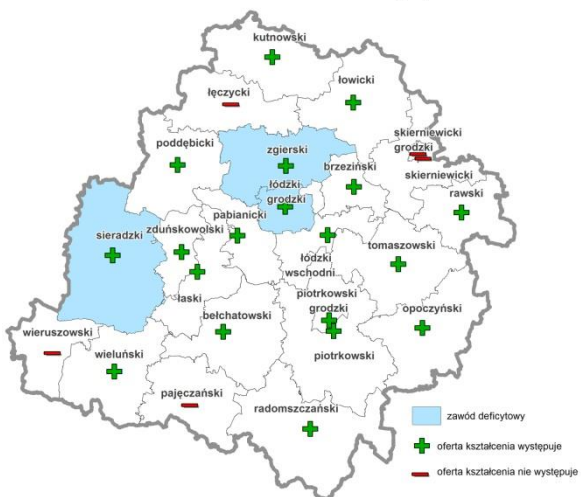 kutnowski
łęczycki
łowicki
poddębicki
zgierski
skierniewicki
grodzki
brzeziński
skierniewicki
łódzki
grodzki
rawski
sieradzki
zduńskowolski
pabianicki
łódzki
wschodni
tomaszowski
łaski
bełchatowski
piotrkowski
grodzki
opoczyński
wieruszowski
wieluński
piotrkowski
pajęczański
radomszczański
zawód deficytowy
oferta kształcenia występuje
oferta kształcenia nie występuje